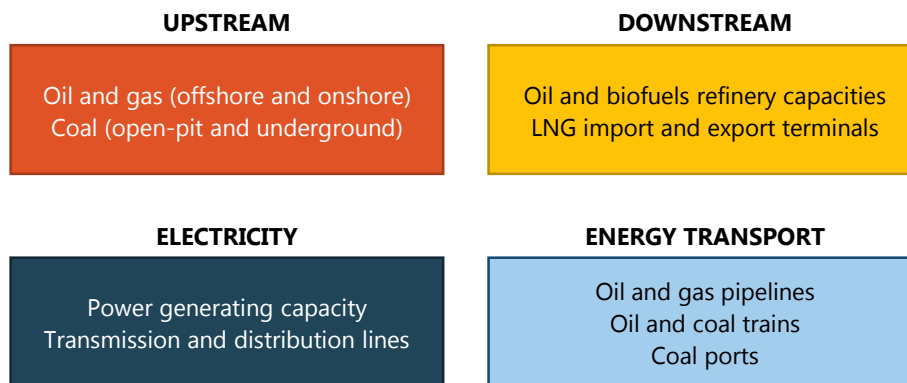 UPSTREAM
Oil and gas (offshore and onshore)
Coal (open-pit and underground)
DOWNSTREAM
Oil and biofuels refinery capacities
LNG import and export terminals
ELECTRICITY
Power generating capacity
Transmission and distribution lines
ENERGY TRANSPORT
Oil and gas pipelines
Oil and coal trains
Coal ports